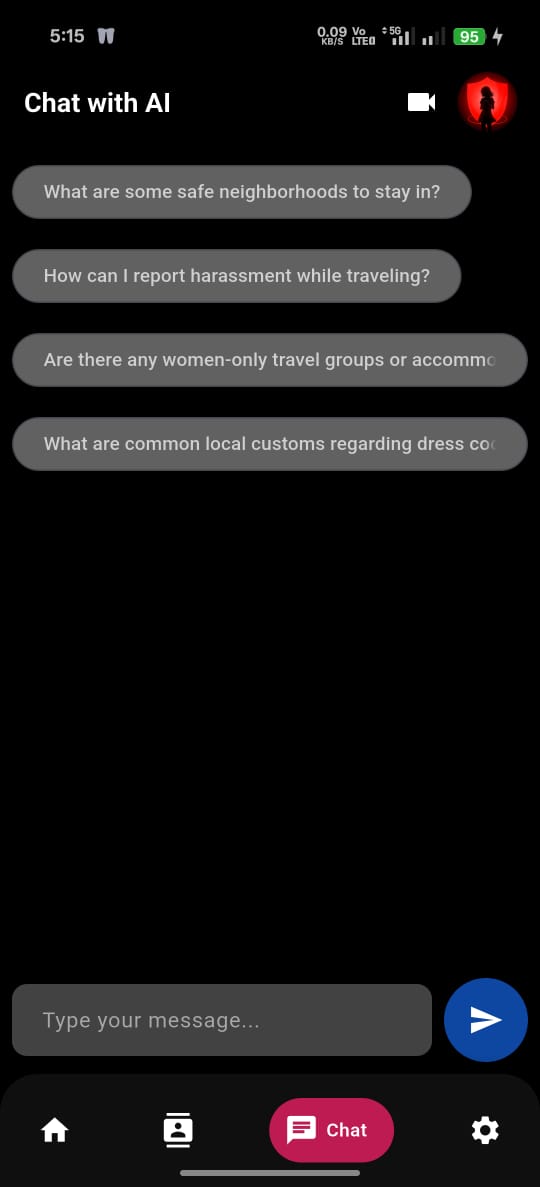 5:15
0.09 KB/S Vo LTE 5G 95
Chat with AI
What are some safe neighborhoods to stay in?
How can I report harassment while traveling?
Are there any women-only travel groups or accommo
What are common local customs regarding dress co
Type your message...
Chat